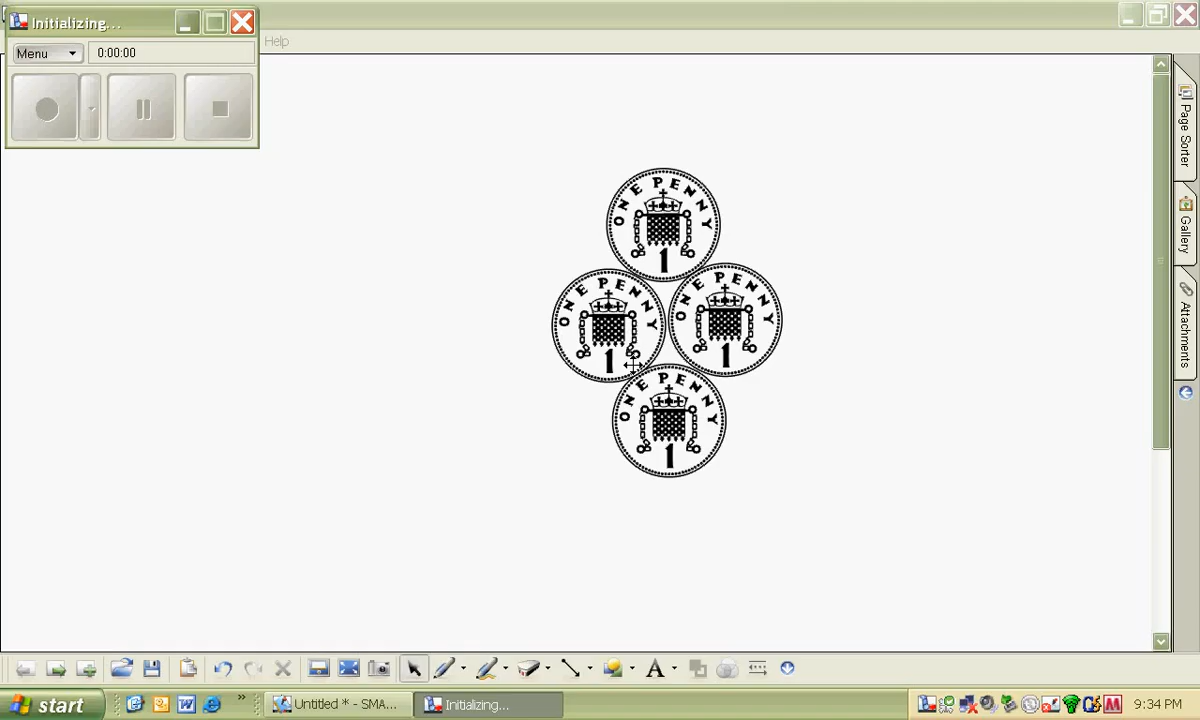 Initializing...
Help
Menu
0:00:00
Page Sorter
Gallery
Attachments
ONE PENNY
1
ONE PENNY
1
ONE PENNY
1
ONE PENNY
1
A
start
W
»
Untitled * - SMA...
Initializing...
M
9:34 PM